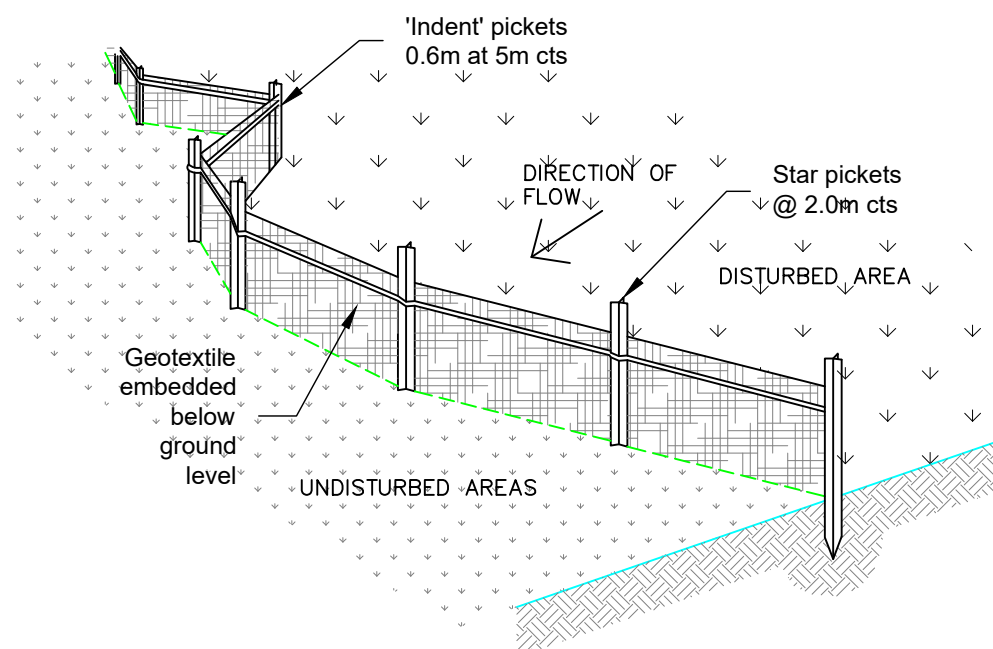 'Indent' pickets
0.6m at 5m cts
DIRECTION OF
FLOW
Star pickets
@ 2.0m cts
DISTURBED AREA
Geotextile
embedded
below
ground
level
UNDISTURBED AREAS